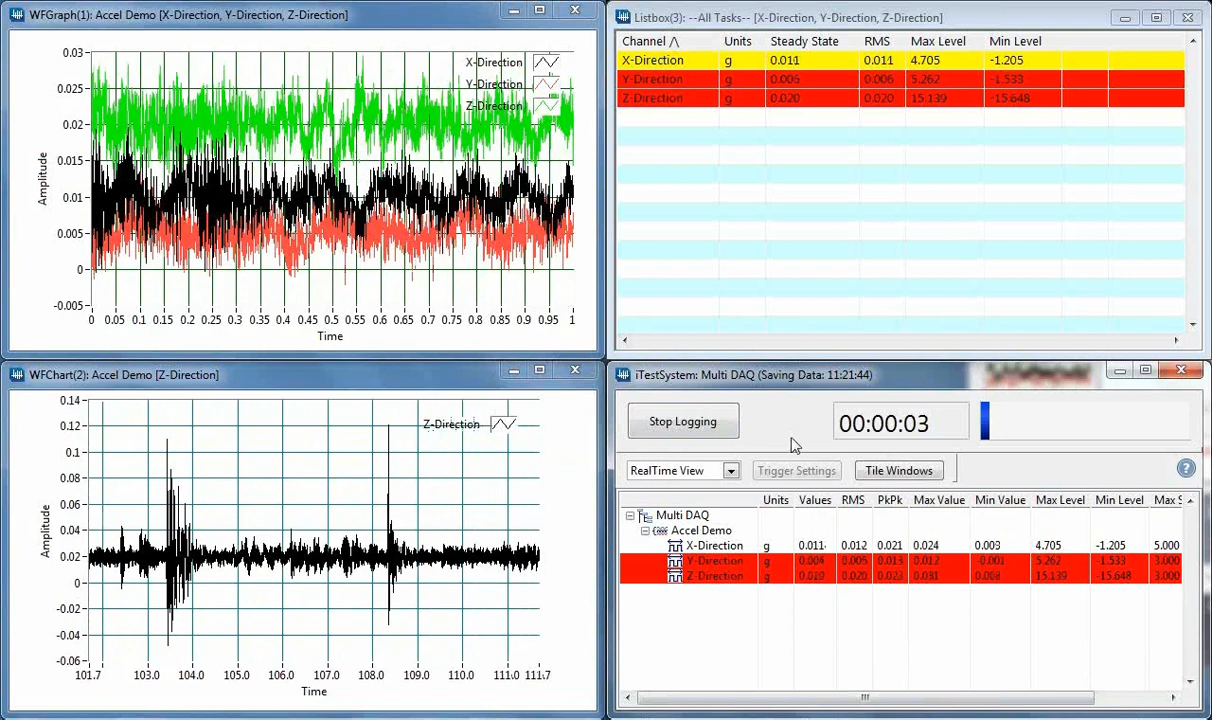 WFGraph(1): Accel Demo [X-Direction, Y-Direction, Z-Direction]
0.03
0.025
0.02
0.015
0.01
0.005
0
-0.005
Amplitude
X-Direction
Y-Direction
Z-Direction
0 0.05 0.1 0.15 0.2 0.25 0.3 0.35 0.4 0.45 0.5 0.55 0.6 0.65 0.7 0.75 0.8 0.85 0.9 0.95 1
Time
Listbox(3): --All Tasks-- [X-Direction, Y-Direction, Z-Direction]
Channel Units Steady State RMS Max Level Min Level
X-Direction g 0.011 0.011 4.705 -1.205
Y-Direction g 0.006 0.006 5.262 -1.533
Z-Direction g 0.020 0.020 15.139 -15.648
WFChart(2): Accel Demo [Z-Direction]
0.14
0.12
0.1
0.08
0.06
0.04
0.02
0
-0.02
-0.04
-0.06
Amplitude
Z-Direction
101.7 103.0 104.0 105.0 106.0 107.0 108.0 109.0 110.0 111.0 111.7
Time
iTestSystem: Multi DAQ (Saving Data: 11:21:44)
Stop Logging
00:00:03
RealTime View
Trigger Settings
Tile Windows
?
Units Values RMS PkPk Max Value Min Value Max Level Min Level Max S
Multi DAQ
Accel Demo
X-Direction g 0.011 0.012 0.021 0.024 0.003 4.705 -1.205 5.000
Y-Direction g 0.004 0.005 0.013 0.012 -0.001 5.262 -1.533 3.000
Z-Direction g 0.019 0.020 0.023 0.031 0.008 15.139 -15.648 3.000